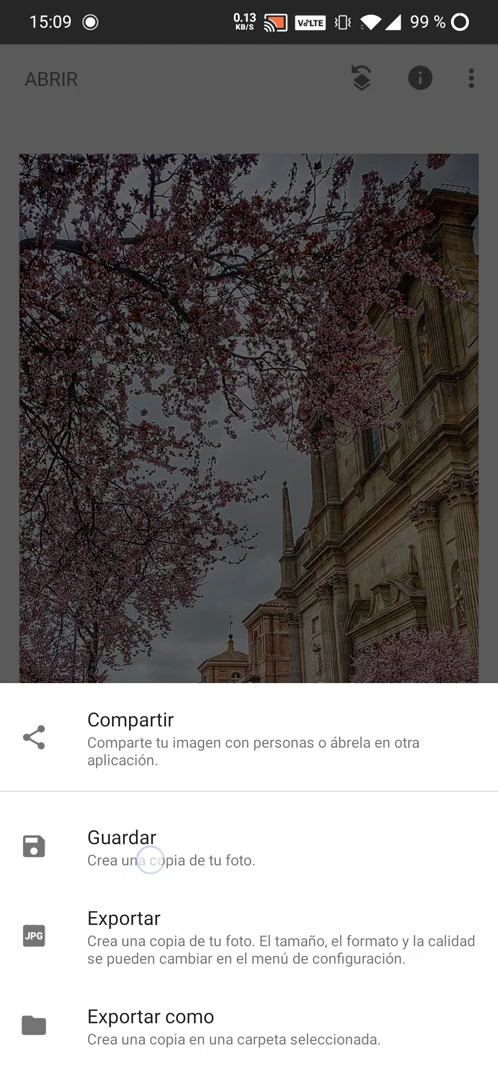 15:09 0.13 KB/S VoLTE 99 %
ABRIR
Compartir
Comparte tu imagen con personas o ábrela en otra
aplicación.
Guardar
Crea una copia de tu foto.
JPG
Exportar
Crea una copia de tu foto. El tamaño, el formato y la calidad
se pueden cambiar en el menú de configuración.
Exportar como
Crea una copia en una carpeta seleccionada.